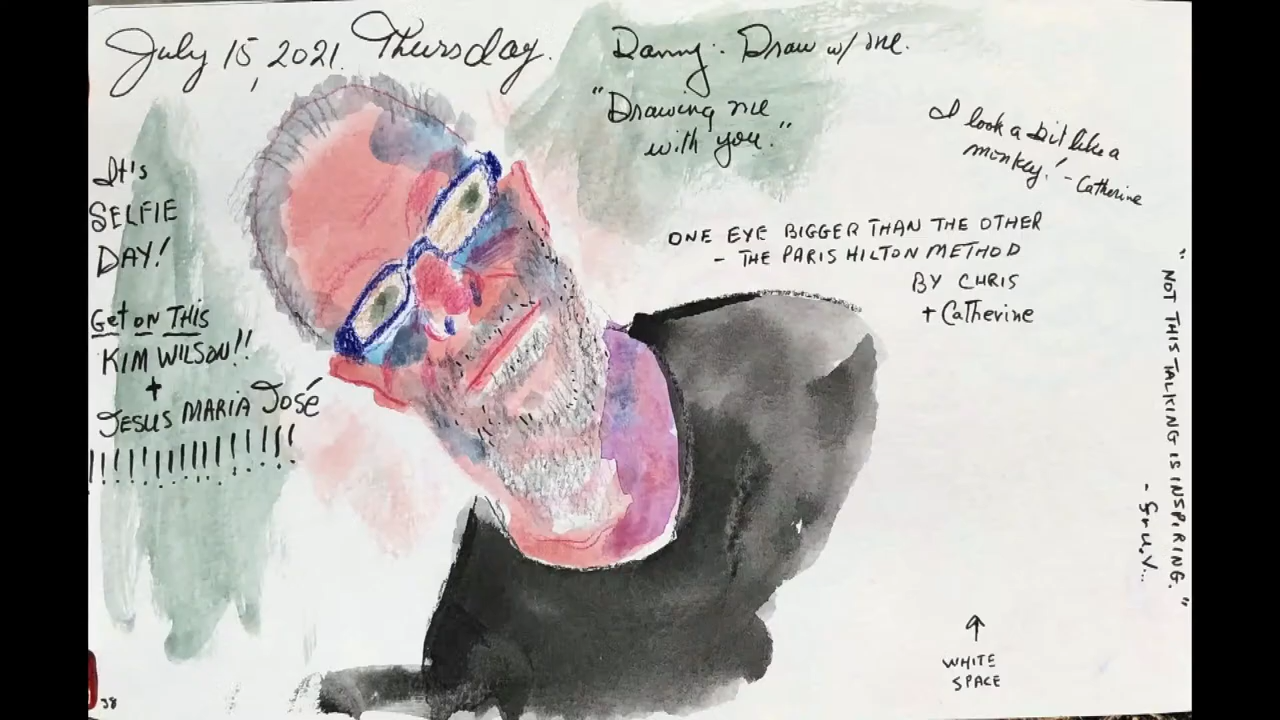 July 15, 2021. Thursday.
Danny: Draw w/ me.
"Drawing me
with you."
I look a bit like a
monkey! - Catherine
It's
SELFIE
DAY!
Get ON THIS
KIM WILSON!!
+
JESUS MARIA JOSÉ
!!!!!!!!!!!!!!
ONE EYE BIGGER THAN THE OTHER
- THE PARIS HILTON METHOD
BY CHRIS
+ Catherine
"NOT THIS TALKING IS INSPIRING."
↑
WHITE
SPACE
38